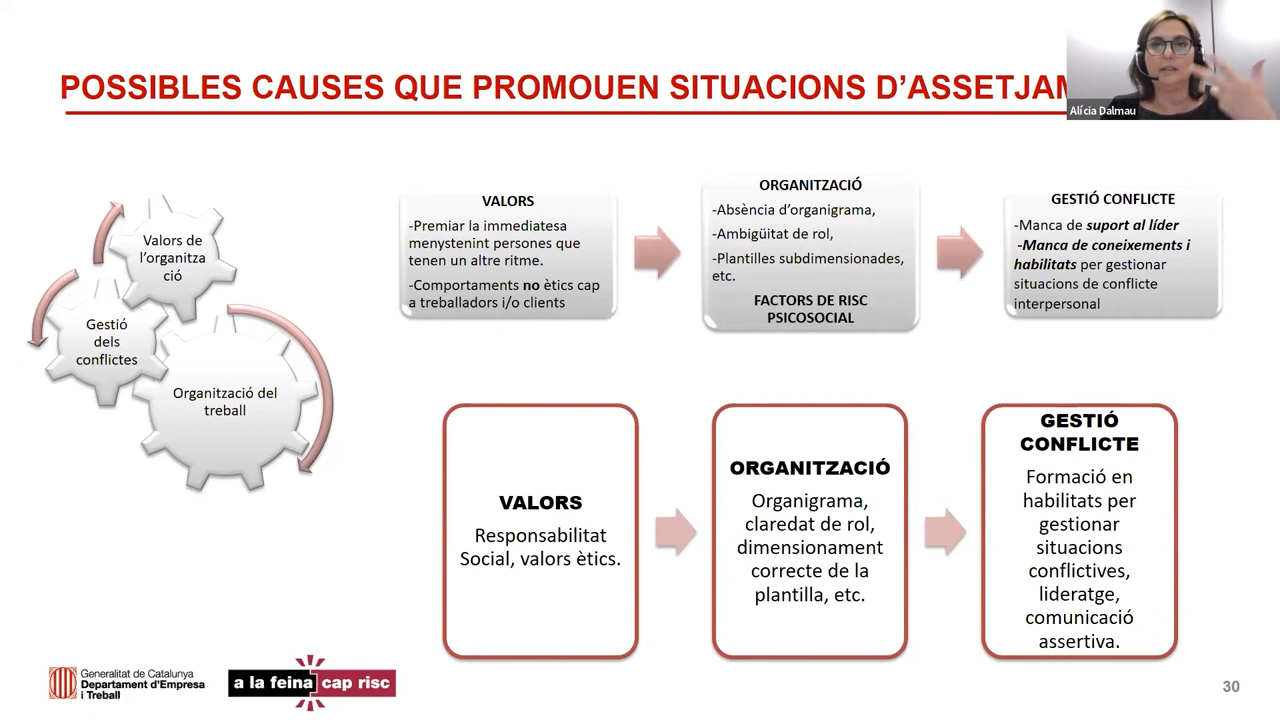 POSSIBLES CAUSES QUE PROMOUEN SITUACIONS
Alícia Dalmau
Valors de
l'organitza
ció
Gestió
dels
conflictes
Organització del
treball
VALORS
-Premiar la immediatesa
menystenint persones que
tenen un altre ritme.
-Comportaments no ètics cap
a treballadors i/o clients
ORGANITZACIÓ
-Absència d'organigrama,
-Ambigüitat de rol,
-Plantilles subdimensionades,
etc.
FACTORS DE RISC
PSICOSOCIAL
GESTIÓ CONFLICTE
-Manca de suport al líder
-Manca de coneixements i
habilitats per gestionar
situacions de conflicte
interpersonal
VALORS
Responsabilitat
Social, valors ètics.
ORGANITZACIÓ
Organigrama,
claredat de rol,
dimensionament
correcte de la
plantilla, etc.
GESTIÓ
CONFLICTE
Formació en
habilitats per
gestionar
situacions
conflictives,
lideratge,
comunicació
assertiva.
Generalitat de Catalunya
Departament d'Empresa
i Treball
a la feina cap risc
30